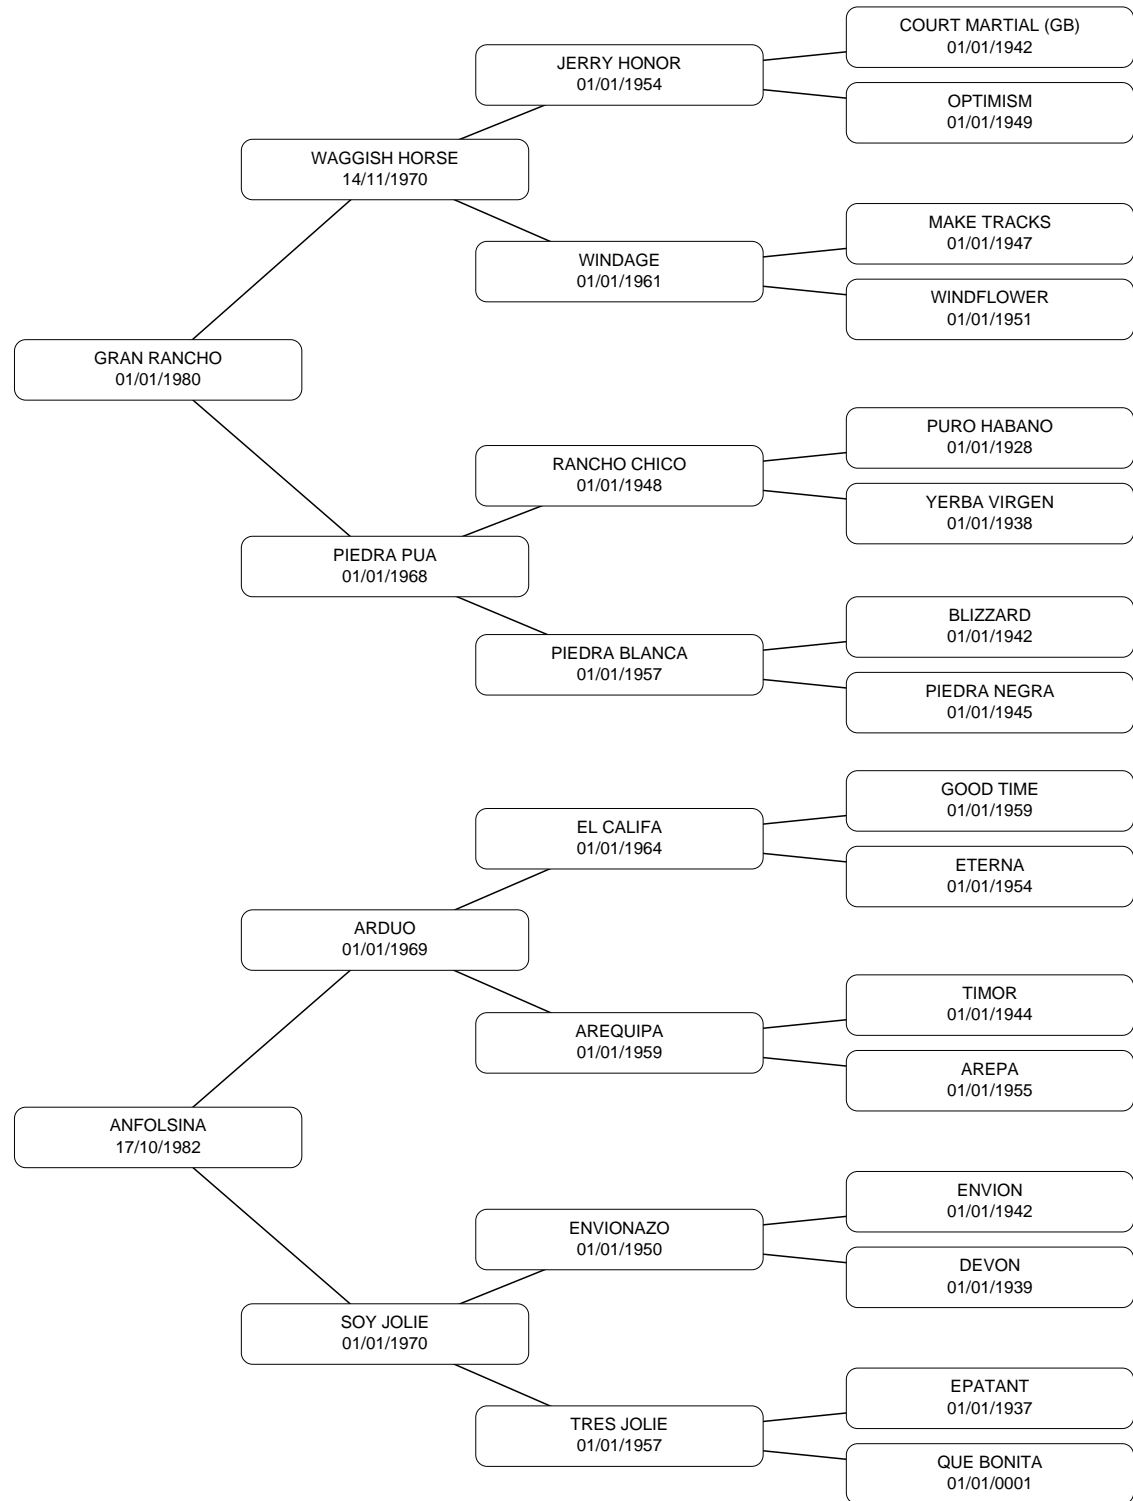 COURT MARTIAL (GB)
01/01/1942
JERRY HONOR
01/01/1954
OPTIMISM
01/01/1949
WAGGISH HORSE
14/11/1970
MAKE TRACKS
01/01/1947
WINDAGE
01/01/1961
WINDFLOWER
01/01/1951
GRAN RANCHO
01/01/1980
PURO HABANO
01/01/1928
RANCHO CHICO
01/01/1948
YERBA VIRGEN
01/01/1938
PIEDRA PUA
01/01/1968
BLIZZARD
01/01/1942
PIEDRA BLANCA
01/01/1957
PIEDRA NEGRA
01/01/1945
GOOD TIME
01/01/1959
EL CALIFA
01/01/1964
ETERNA
01/01/1954
ARDUO
01/01/1969
TIMOR
01/01/1944
AREQUIPA
01/01/1959
AREPA
01/01/1955
ANFOLSINA
17/10/1982
ENVION
01/01/1942
ENVIONAZO
01/01/1950
DEVON
01/01/1939
SOY JOLIE
01/01/1970
EPATANT
01/01/1937
TRES JOLIE
01/01/1957
QUE BONITA
01/01/0001